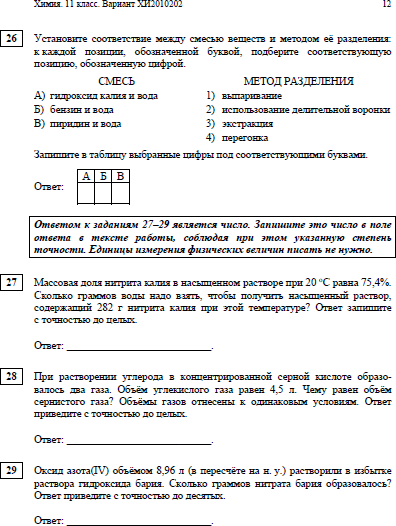 Химия. 11 класс. Вариант ХИ2010202 12
26 Установите соответствие между смесью веществ и методом её разделения:
к каждой позиции, обозначенной буквой, подберите соответствующую
позицию, обозначенную цифрой.
СМЕСЬ МЕТОД РАЗДЕЛЕНИЯ
А) гидроксид калия и вода 1) выпаривание
Б) бензин и вода 2) использование делительной воронки
В) пиридин и вода 3) экстракция
4) перегонка
Запишите в таблицу выбранные цифры под соответствующими буквами.
А Б В
Ответ:
Ответом к заданиям 27–29 является число. Запишите это число в поле
ответа в тексте работы, соблюдая при этом указанную степень
точности. Единицы измерения физических величин писать не нужно.
27 Массовая доля нитрита калия в насыщенном растворе при 20 °С равна 75,4%.
Сколько граммов воды надо взять, чтобы получить насыщенный раствор,
содержащий 282 г нитрита калия при этой температуре? Ответ запишите
с точностью до целых.
Ответ: ___________________________.
28 При растворении углерода в концентрированной серной кислоте образо-
валось два газа. Объём углекислого газа равен 4,5 л. Чему равен объём
сернистого газа? Объёмы газов отнесены к одинаковым условиям. Ответ
приведите с точностью до целых.
Ответ: ___________________________.
29 Оксид азота(IV) объёмом 8,96 л (в пересчёте на н. у.) растворили в избытке
раствора гидроксида бария. Сколько граммов нитрата бария образовалось?
Ответ приведите с точностью до десятых.
Ответ: ___________________________.